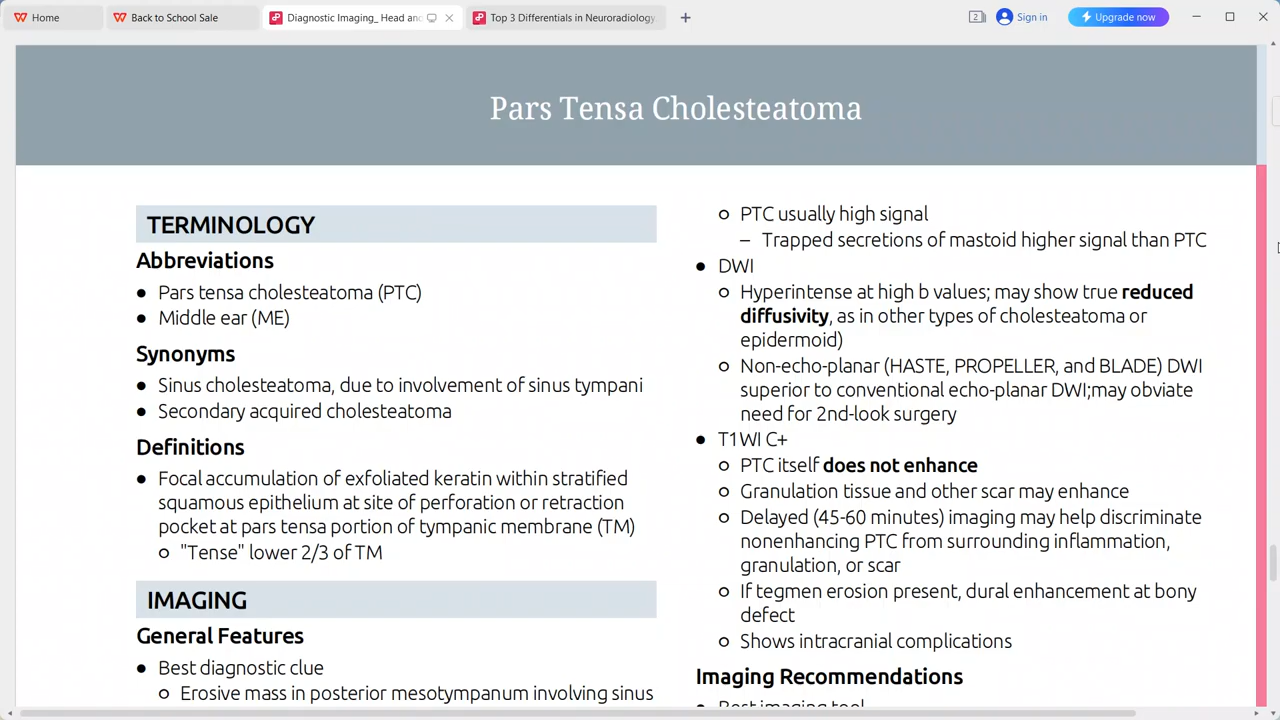 Home
Back to School Sale
Diagnostic Imaging_ Head and
Top 3 Differentials in Neuroradiology
2
Sign in
Upgrade now
Pars Tensa Cholesteatoma
TERMINOLOGY
Abbreviations
● Pars tensa cholesteatoma (PTC)
● Middle ear (ME)
Synonyms
● Sinus cholesteatoma, due to involvement of sinus tympani
● Secondary acquired cholesteatoma
Definitions
● Focal accumulation of exfoliated keratin within stratified
squamous epithelium at site of perforation or retraction
pocket at pars tensa portion of tympanic membrane (TM)
○ "Tense" lower 2/3 of TM
IMAGING
General Features
● Best diagnostic clue
○ Erosive mass in posterior mesotympanum involving sinus
○ PTC usually high signal
– Trapped secretions of mastoid higher signal than PTC
● DWI
○ Hyperintense at high b values; may show true reduced
diffusivity, as in other types of cholesteatoma or
epidermoid)
○ Non-echo-planar (HASTE, PROPELLER, and BLADE) DWI
superior to conventional echo-planar DWI;may obviate
need for 2nd-look surgery
● T1WI C+
○ PTC itself does not enhance
○ Granulation tissue and other scar may enhance
○ Delayed (45-60 minutes) imaging may help discriminate
nonenhancing PTC from surrounding inflammation,
granulation, or scar
○ If tegmen erosion present, dural enhancement at bony
defect
○ Shows intracranial complications
Imaging Recommendations
● Best imaging tool